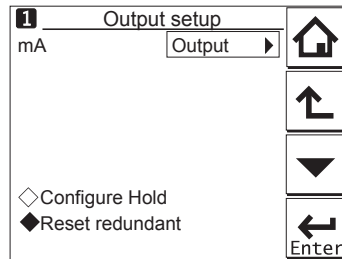 1 Output setup
mA Output
Configure Hold
Reset redundant
Enter